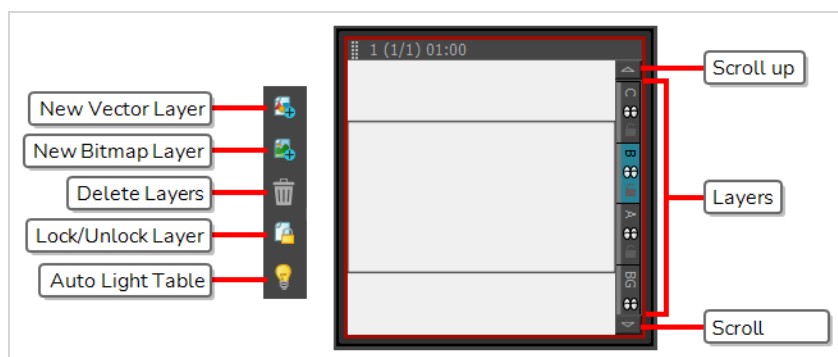 1 (1/1) 01:00
Scroll up
New Vector Layer
New Bitmap Layer
Delete Layers
Lock/Unlock Layer
Auto Light Table
C
B
A
BG
Layers
Scroll